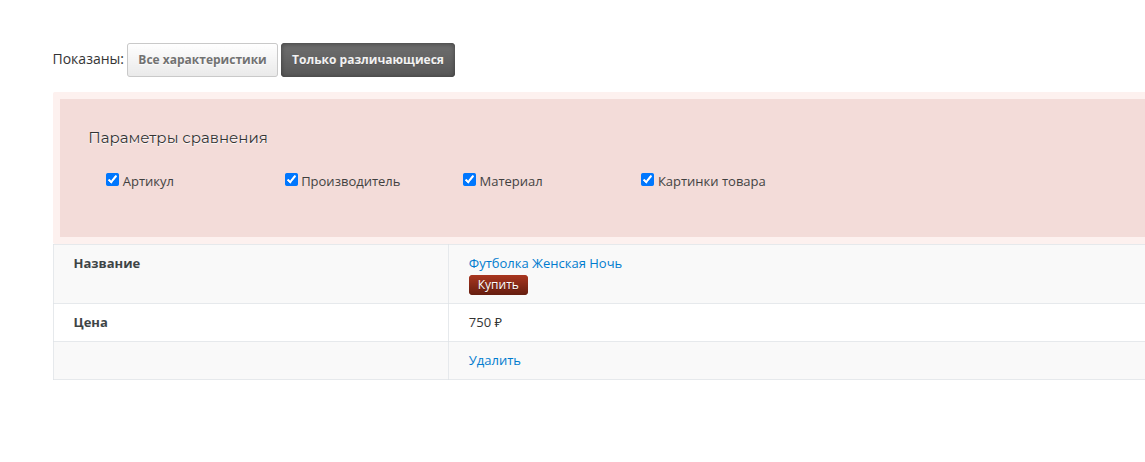 Показаны: Все характеристики Только различающиеся
Параметры сравнения
Артикул Производитель Материал Картинки товара
Название Футболка Женская Ночь
Купить
Цена 750 ₽
Удалить